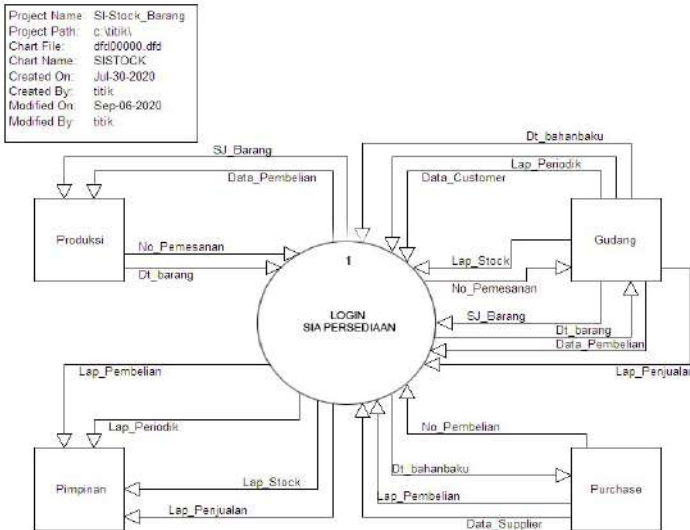 Project Name: SI-Stock_Barang
Project Path: c:\titik\
Chart File: dfd00000.dfd
Chart Name: SISTOCK
Created On: Jul-30-2020
Created By: titik
Modified On: Sep-06-2020
Modified By: titik
Dt_bahanbaku
SJ_Barang
Lap_Periodik
Data_Pembelian
Data_Customer
Produksi
Gudang
No_Pemesanan
1
Lap_Stock
Dt_barang
No_Pemesanan
LOGIN
SIA PERSEDIAAN
SJ_Barang
Dt_barang
Data_Pembelian
Lap_Pembelian
Lap_Penjualan
Lap_Periodik
No_Pembelian
Dt_bahanbaku
Lap_Stock
Pimpinan
Purchase
Lap_Pembelian
Lap_Penjualan
Data_Supplier